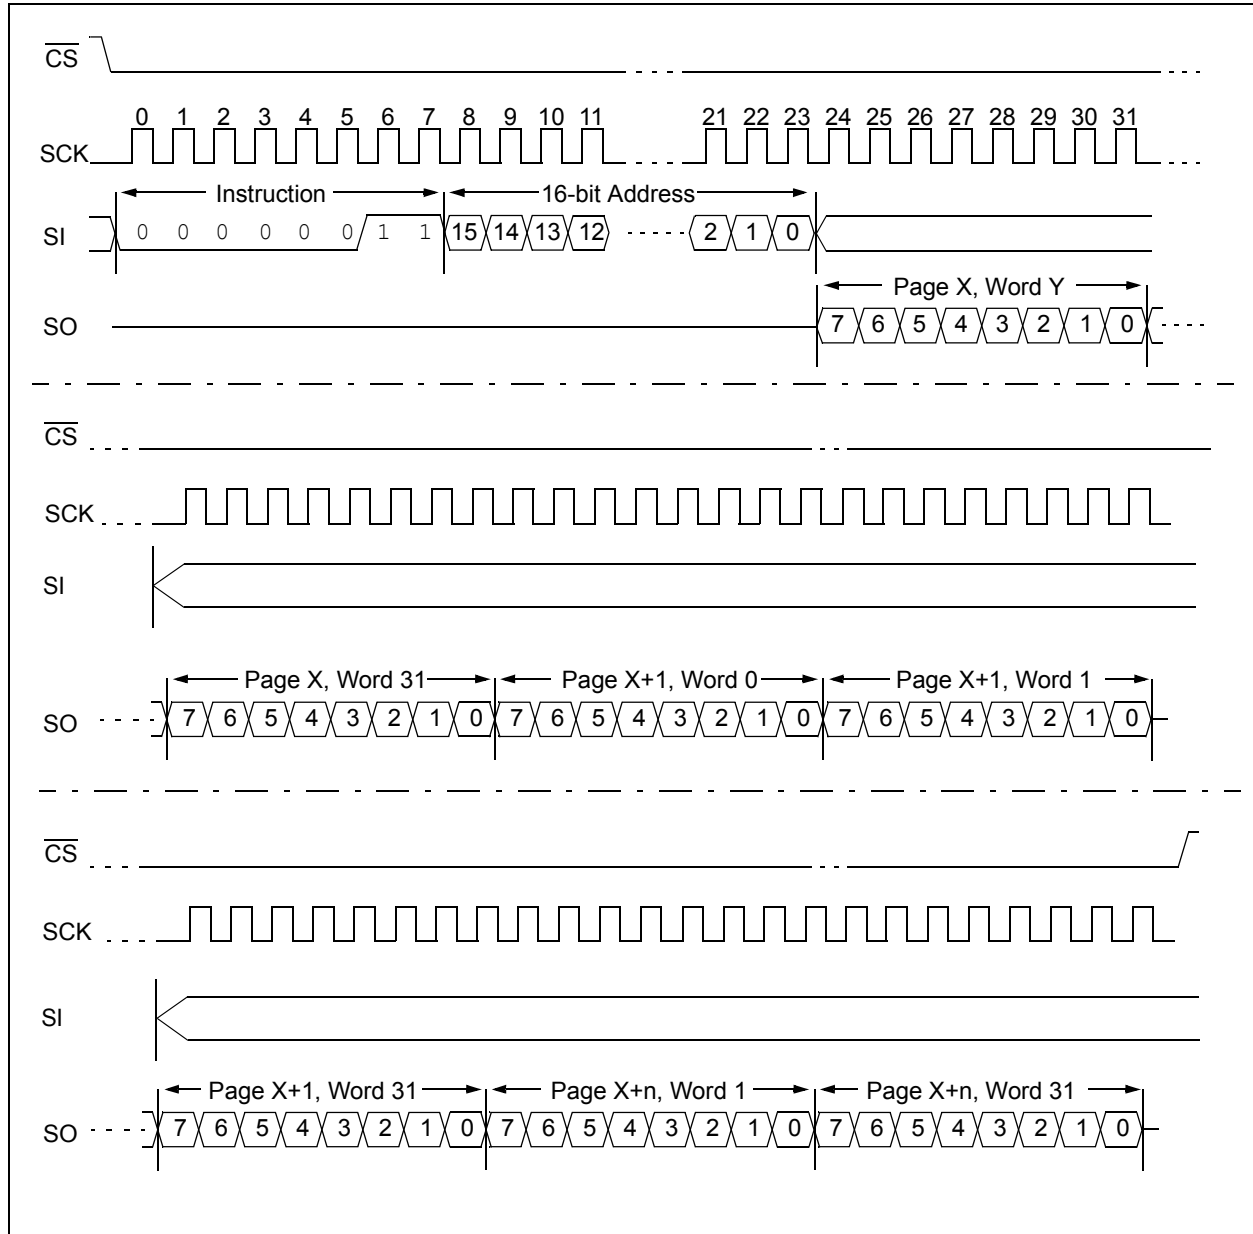 CS
0 1 2 3 4 5 6 7 8 9 10 11 21 22 23 24 25 26 27 28 29 30 31
SCK
Instruction 16-bit Address
SI 0 0 0 0 0 0 1 1 15 14 13 12 2 1 0
Page X, Word Y
SO 7 6 5 4 3 2 1 0
CS
SCK
SI
Page X, Word 31 Page X+1, Word 0 Page X+1, Word 1
SO 7 6 5 4 3 2 1 0 7 6 5 4 3 2 1 0 7 6 5 4 3 2 1 0
CS
SCK
SI
Page X+1, Word 31 Page X+n, Word 1 Page X+n, Word 31
SO 7 6 5 4 3 2 1 0 7 6 5 4 3 2 1 0 7 6 5 4 3 2 1 0